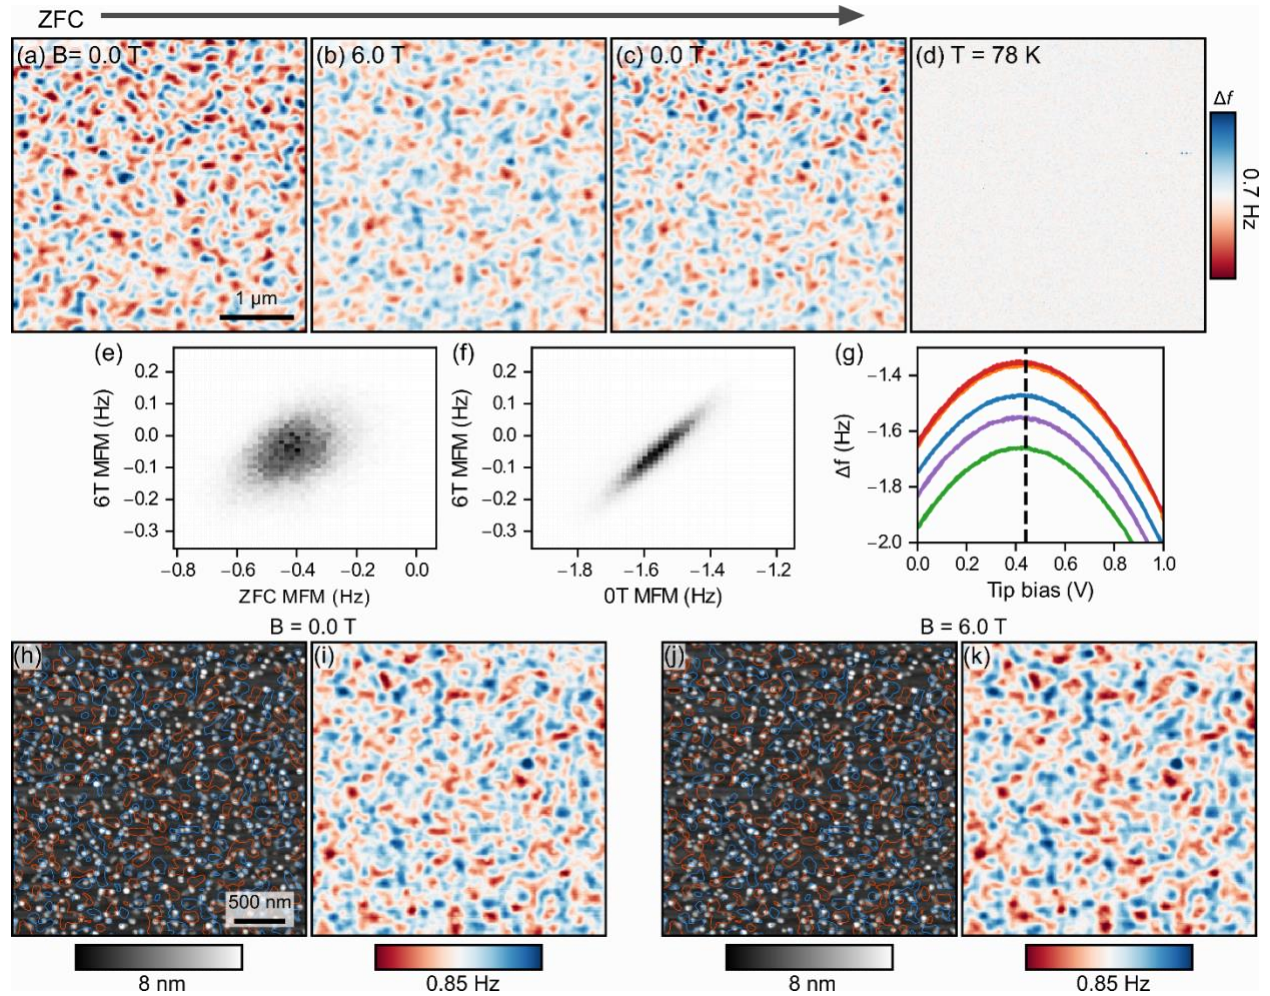 ZFC
(a) B= 0.0 T
(b) 6.0 T
(c) 0.0 T
(d) T = 78 K
1 µm
Δf
0.7 Hz
(e)
6T MFM (Hz)
0.2
0.1
0.0
−0.1
−0.2
−0.3
−0.8 −0.6 −0.4 −0.2 0.0
ZFC MFM (Hz)
(f)
6T MFM (Hz)
0.2
0.1
0.0
−0.1
−0.2
−0.3
−1.8 −1.6 −1.4 −1.2
0T MFM (Hz)
(g)
Δf (Hz)
−1.4
−1.6
−1.8
−2.0
0.0 0.2 0.4 0.6 0.8 1.0
Tip bias (V)
B = 0.0 T
B = 6.0 T
(h)
(i)
(j)
(k)
500 nm
8 nm
0.85 Hz
8 nm
0.85 Hz